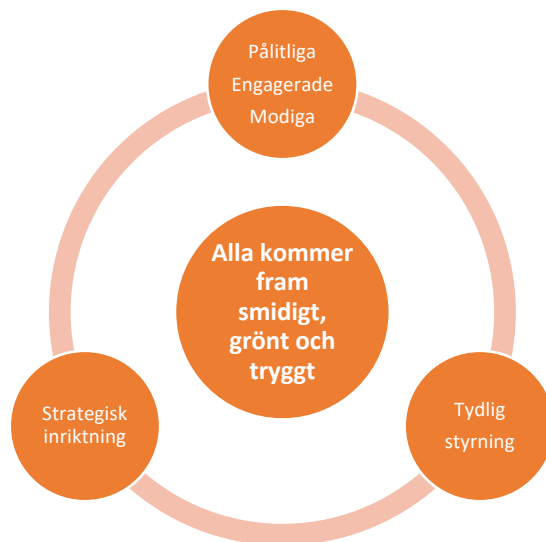 Pålitliga
Engagerade
Modiga
Alla kommer
fram
smidigt,
grönt och
tryggt
Strategisk
inriktning
Tydlig
styrning